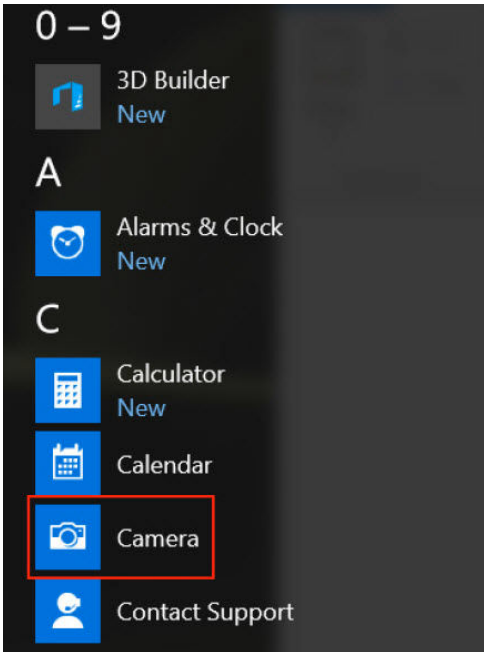 0 – 9
3D Builder
New
A
Alarms & Clock
New
C
Calculator
New
Calendar
Camera
Contact Support